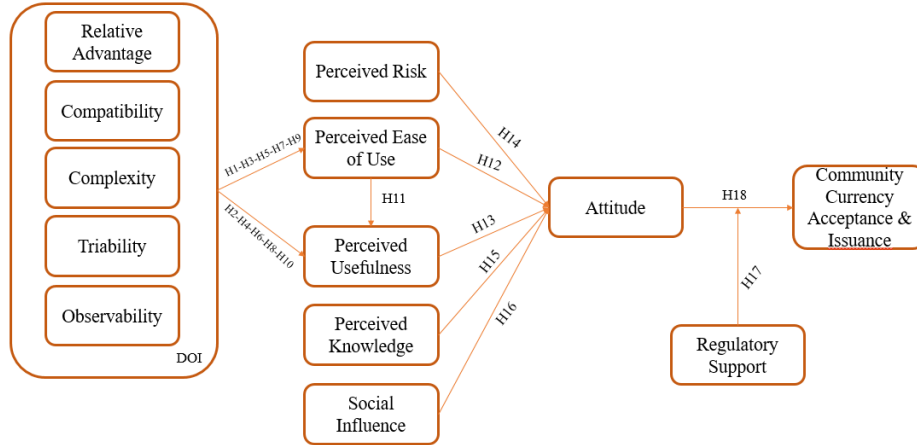 Relative
Advantage
Compatibility
Complexity
Triability
Observability
DOI
H1-H3-H5-H7-H9
H2-H4-H6-H8-H10
Perceived Risk
Perceived Ease
of Use
H11
Perceived
Usefulness
Perceived
Knowledge
Social
Influence
H14
H12
H13
H15
H16
Attitude
H18
H17
Regulatory
Support
Community
Currency
Acceptance &
Issuance